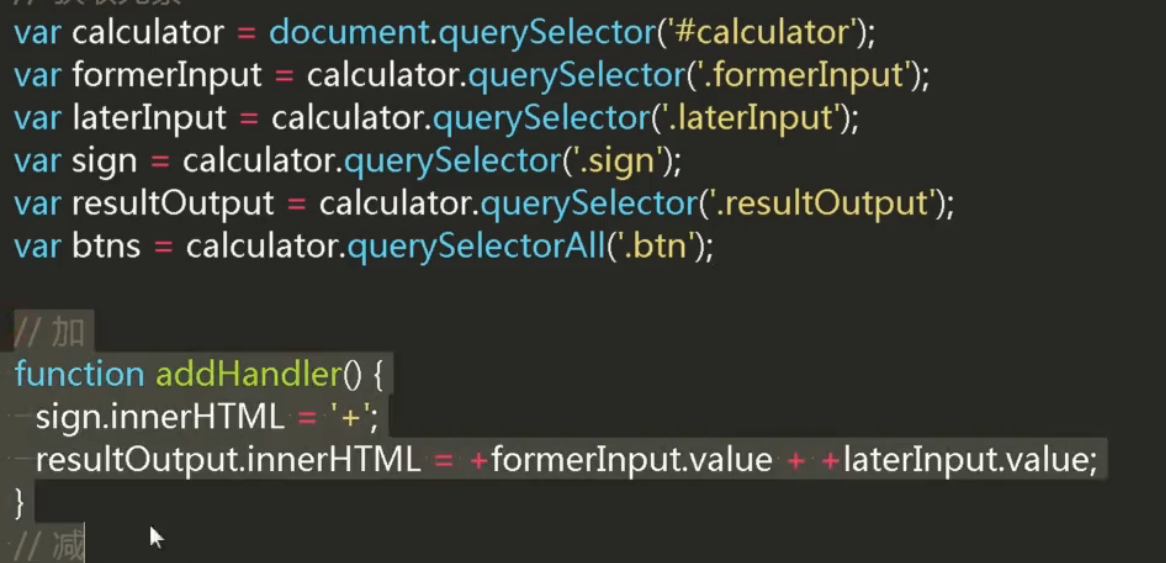 var calculator = document.querySelector('#calculator');
var formerInput = calculator.querySelector('.formerInput');
var laterInput = calculator.querySelector('.laterInput');
var sign = calculator.querySelector('.sign');
var resultOutput = calculator.querySelector('.resultOutput');
var btns = calculator.querySelectorAll('.btn');
// 加
function addHandler() {
sign.innerHTML = '+';
resultOutput.innerHTML = +formerInput.value + +laterInput.value;
}
// 减